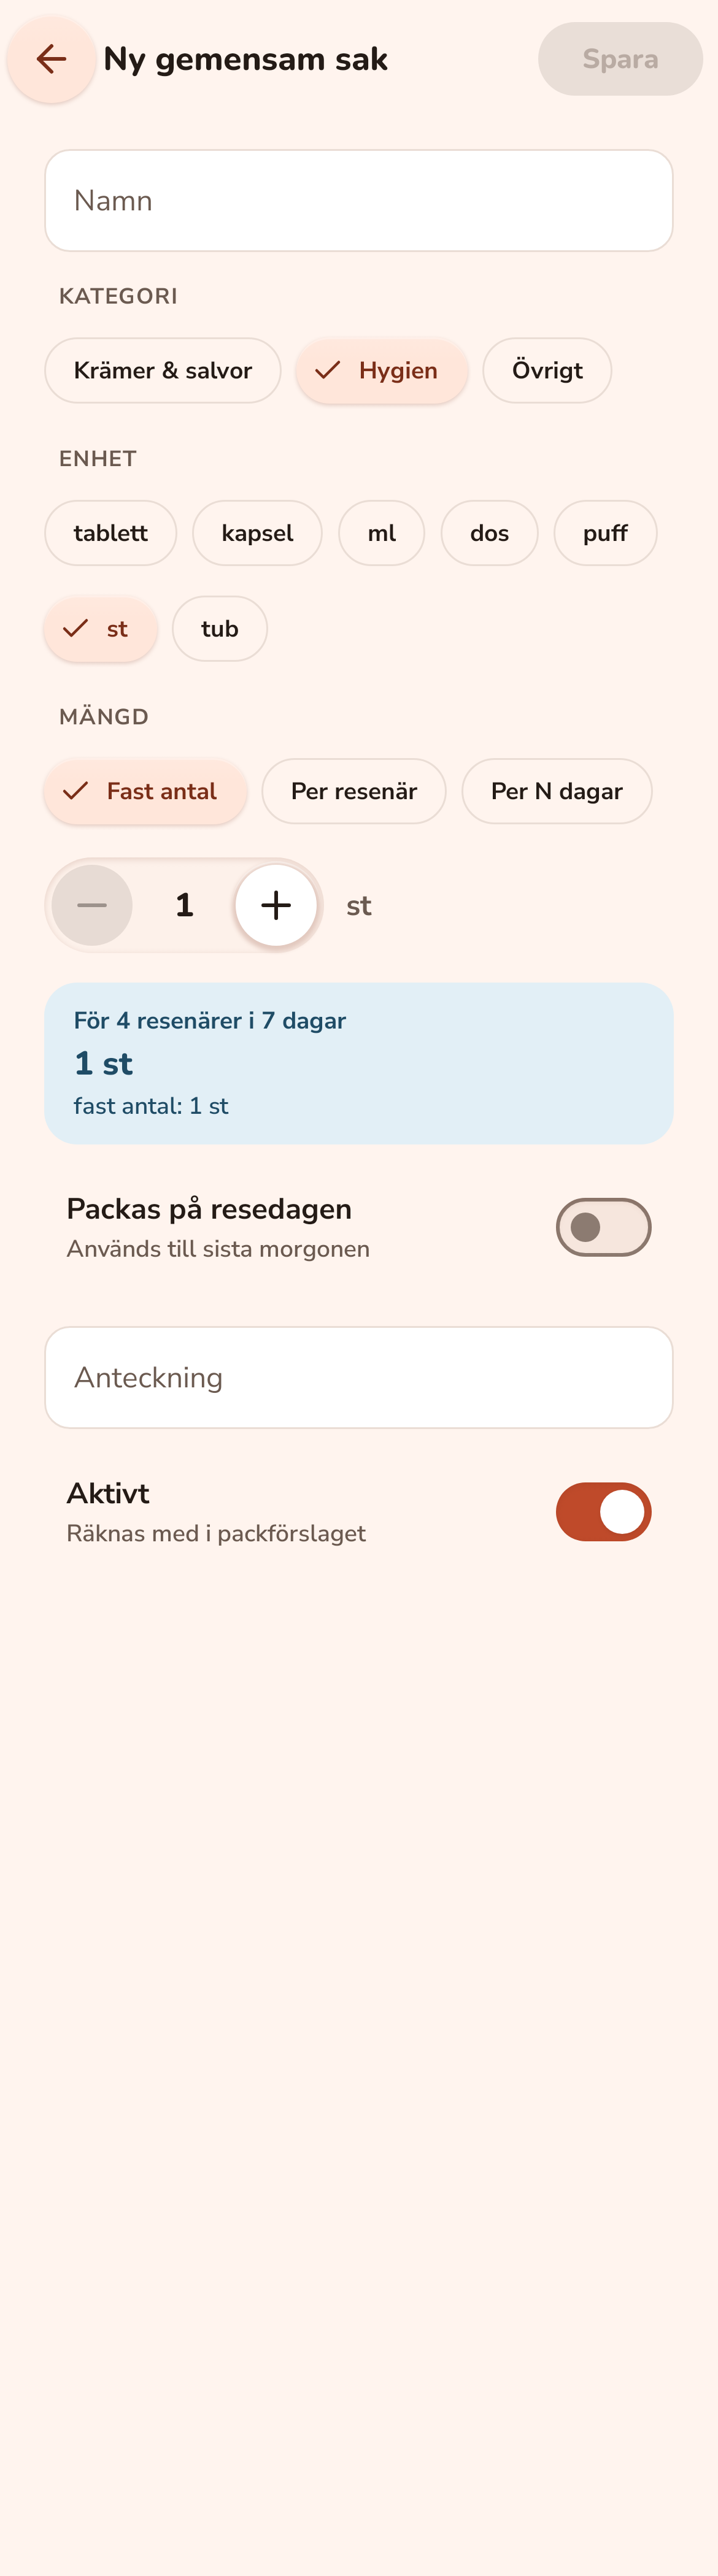 Ny gemensam sak
Spara
Namn
KATEGORI
Krämer & salvor
Hygien
Övrigt
ENHET
tablett
kapsel
ml
dos
puff
st
tub
MÄNGD
Fast antal
Per resenär
Per N dagar
1
st
För 4 resenärer i 7 dagar
1 st
fast antal: 1 st
Packas på resedagen
Används till sista morgonen
Anteckning
Aktivt
Räknas med i packförslaget